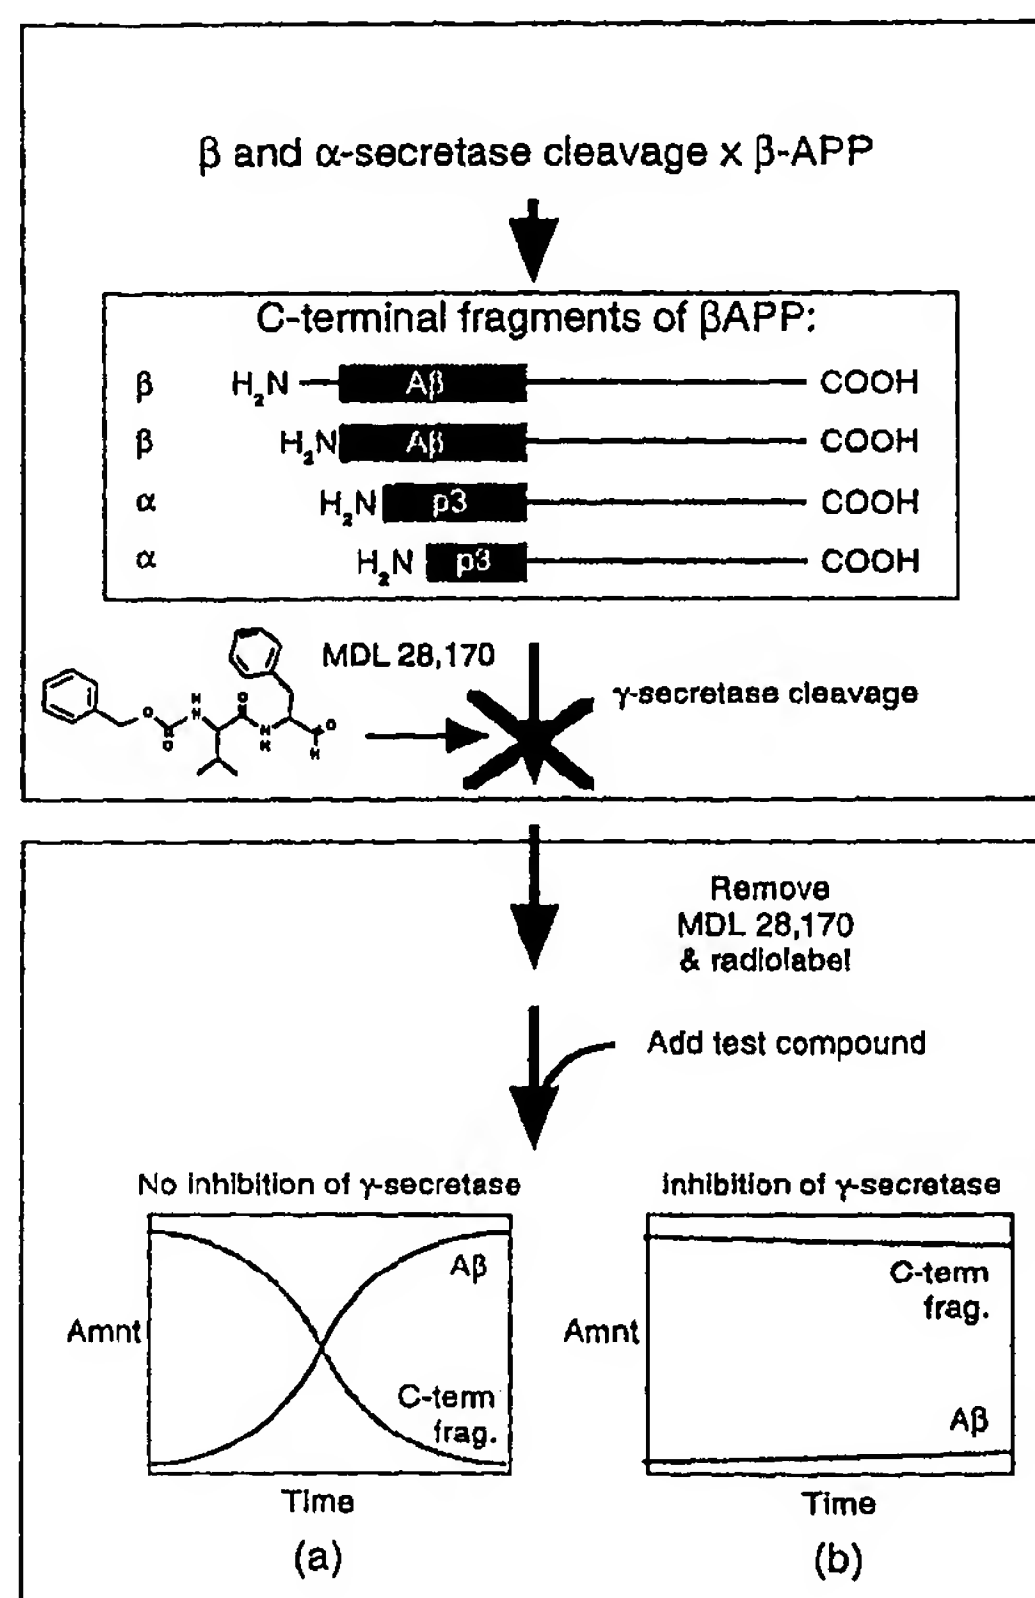 β and α-secretase cleavage x β-APP
C-terminal fragments of βAPP:
β H₂N Aβ COOH
β H₂N Aβ COOH
α H₂N p3 COOH
α H₂N p3 COOH
MDL 28,170
γ-secretase cleavage
H N O O N H O H O
Remove
MDL 28,170
& radiolabel
Add test compound
No inhibition of γ-secretase
Amnt
Aβ
C-term
frag.
Time
(a)
inhibition of γ-secretase
Amnt
C-term
frag.
Aβ
Time
(b)